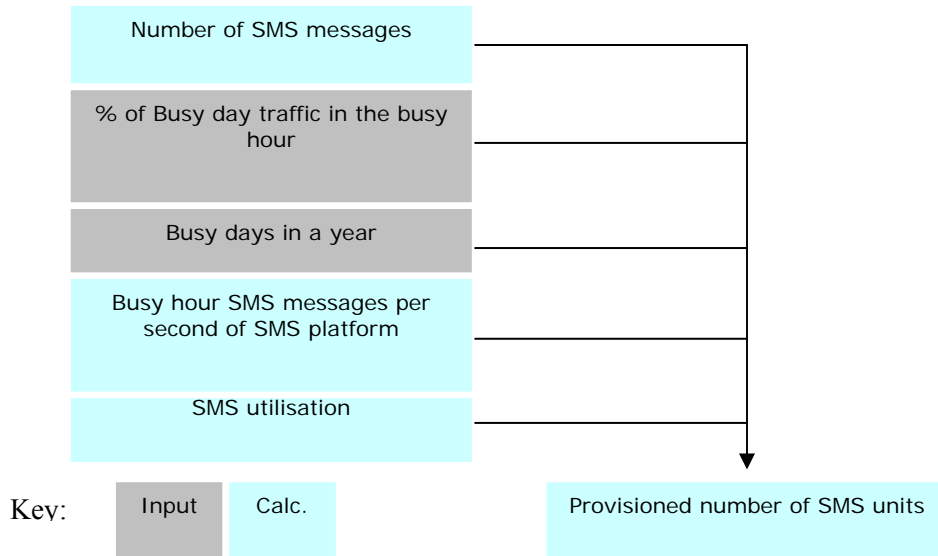 Number of SMS messages
% of Busy day traffic in the busy
hour
Busy days in a year
Busy hour SMS messages per
second of SMS platform
SMS utilisation
Key:
Input
Calc.
Provisioned number of SMS units